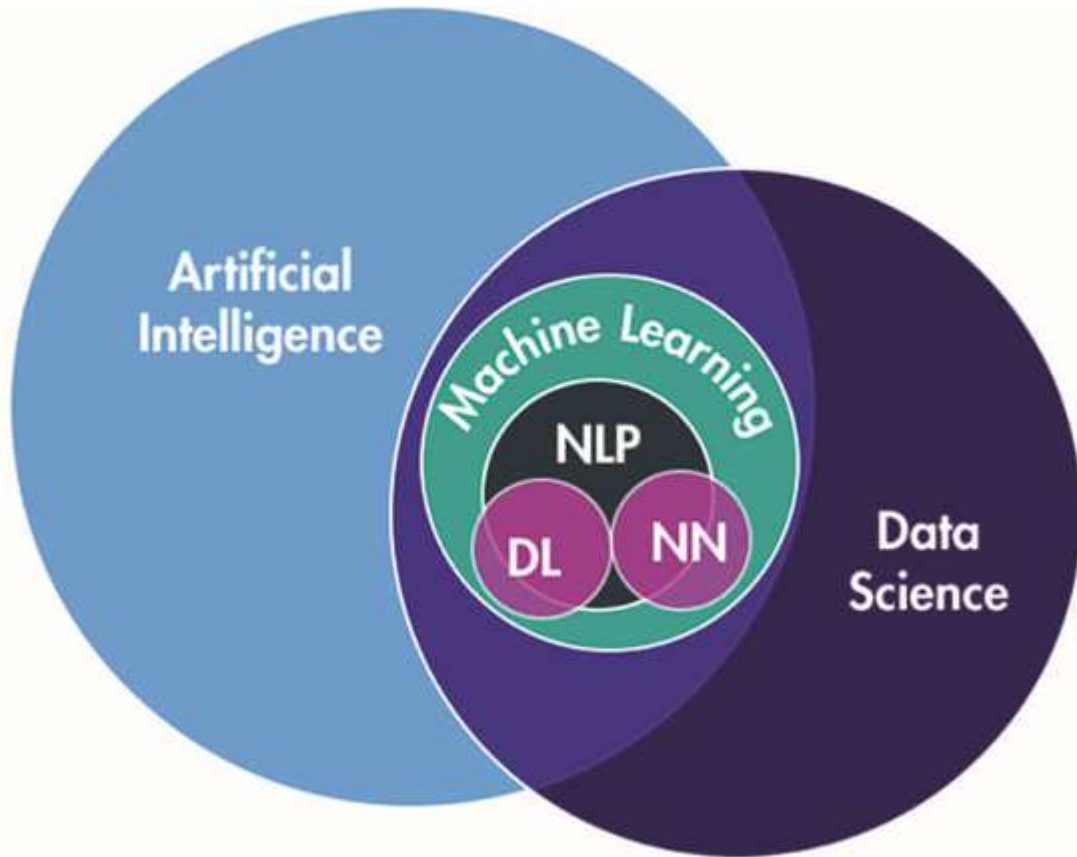 Artificial
Intelligence
Machine Learning
NLP
DL
NN
Data
Science